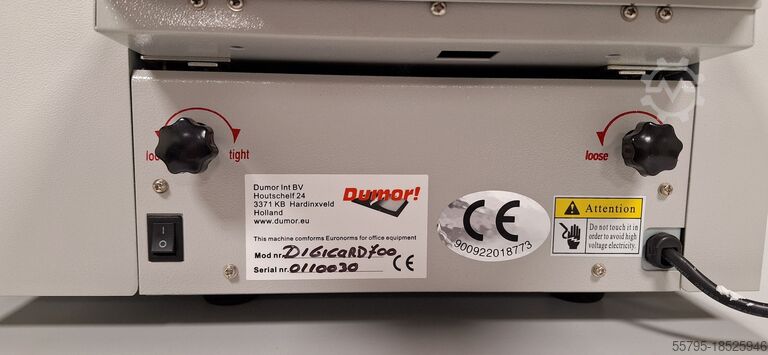 loo
tight
loose
Dumor Int BV
Houtschelf 24
3371 KB Hardinxveld
Holland
www.dumor.eu
Dumor!
This machine comforms Euronorms for office equipment
Mod nr. DIGICARD700
Serial nr. 0110030
CE
CE
900922018773
Attention
Do not touch it in
order to avoid high
voltage electricity.
55795-18525946